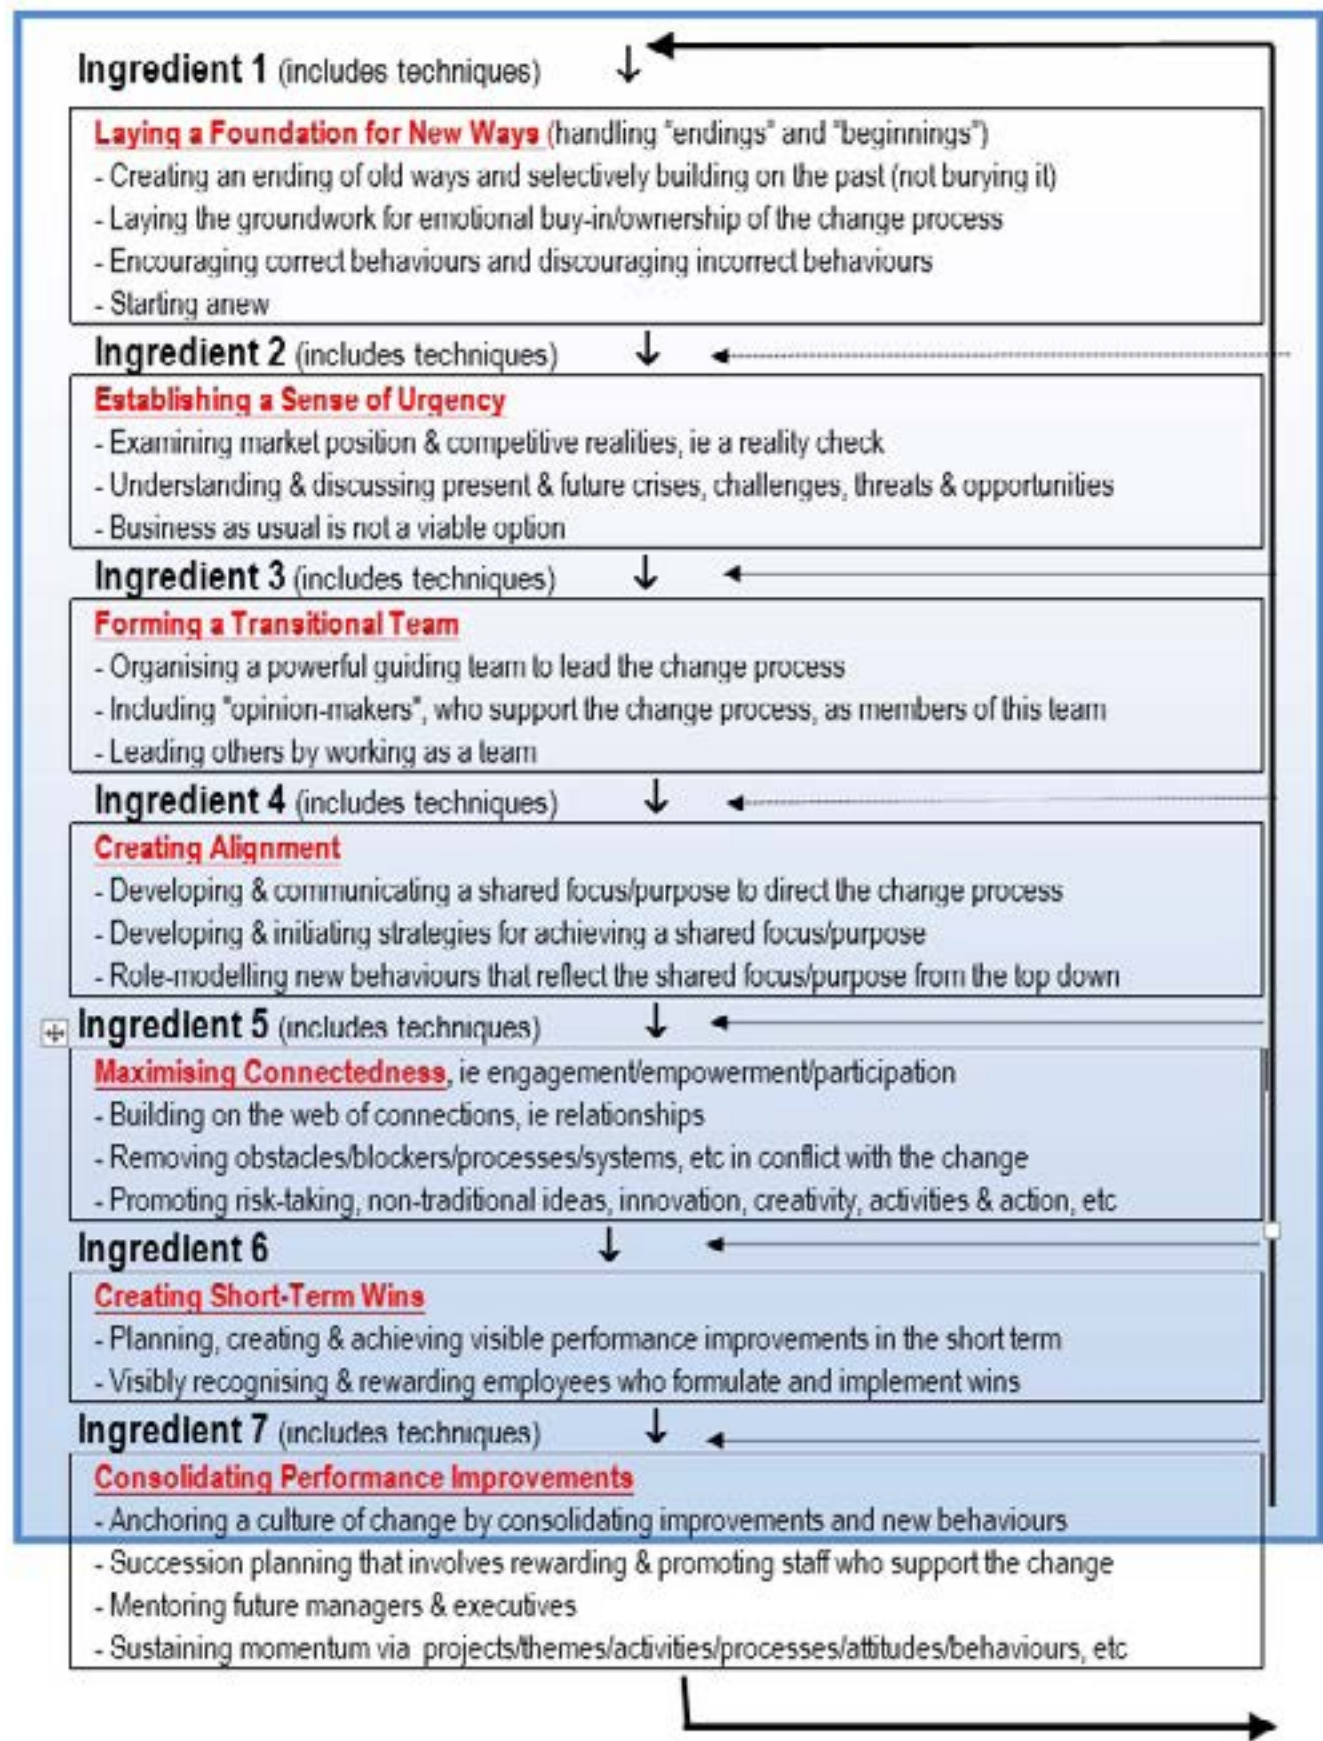 Ingredient 1 (includes techniques)
Laying a Foundation for New Ways (handling "endings" and "beginnings")
- Creating an ending of old ways and selectively building on the past (not burying it)
- Laying the groundwork for emotional buy-in/ownership of the change process
- Encouraging correct behaviours and discouraging incorrect behaviours
- Starting anew
Ingredient 2 (includes techniques)
Establishing a Sense of Urgency
- Examining market position & competitive realities, ie a reality check
- Understanding & discussing present & future crises, challenges, threats & opportunities
- Business as usual is not a viable option
Ingredient 3 (includes techniques)
Forming a Transitional Team
- Organising a powerful guiding team to lead the change process
- Including "opinion-makers", who support the change process, as members of this team
- Leading others by working as a team
Ingredient 4 (includes techniques)
Creating Alignment
- Developing & communicating a shared focus/purpose to direct the change process
- Developing & initiating strategies for achieving a shared focus/purpose
- Role-modelling new behaviours that reflect the shared focus/purpose from the top down
Ingredient 5 (includes techniques)
Maximising Connectedness, ie engagement/empowerment/participation
- Building on the web of connections, ie relationships
- Removing obstacles/blockers/processes/systems, etc in conflict with the change
- Promoting risk-taking, non-traditional ideas, innovation, creativity, activities & action, etc
Ingredient 6
Creating Short-Term Wins
- Planning, creating & achieving visible performance improvements in the short term
- Visibly recognising & rewarding employees who formulate and implement wins
Ingredient 7 (includes techniques)
Consolidating Performance Improvements
- Anchoring a culture of change by consolidating improvements and new behaviours
- Succession planning that involves rewarding & promoting staff who support the change
- Mentoring future managers & executives
- Sustaining momentum via projects/themes/activities/processes/attitudes/behaviours, etc